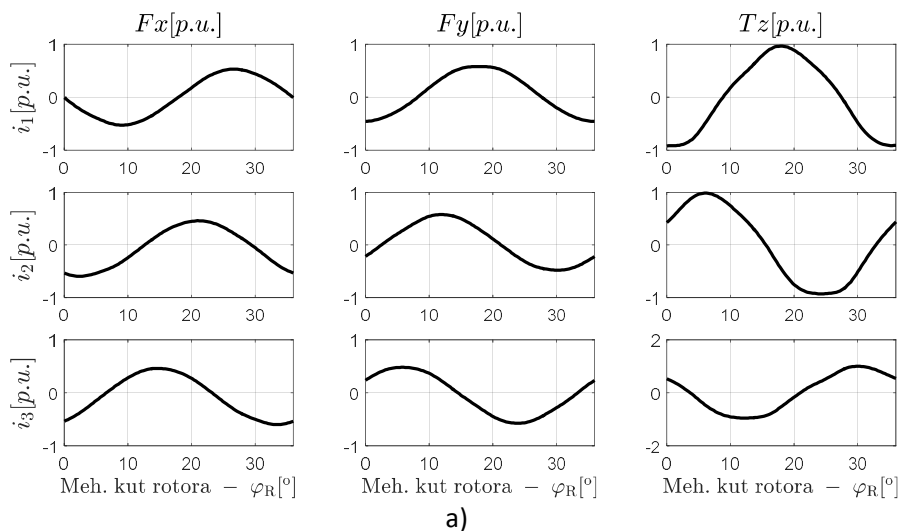 Fx[p.u.] Fy[p.u.] Tz[p.u.]
i1[p.u.]
1 1 1
0 0 0
-1 -1 -1
0 10 20 30 0 10 20 30 0 10 20 30
i2[p.u.]
1 1 1
0 0 0
-1 -1 -1
0 10 20 30 0 10 20 30 0 10 20 30
i3[p.u.]
1 1 2
0 0 0
-1 -1 -2
0 10 20 30 0 10 20 30 0 10 20 30
Meh. kut rotora − φR[°] Meh. kut rotora − φR[°] Meh. kut rotora − φR[°]
a)